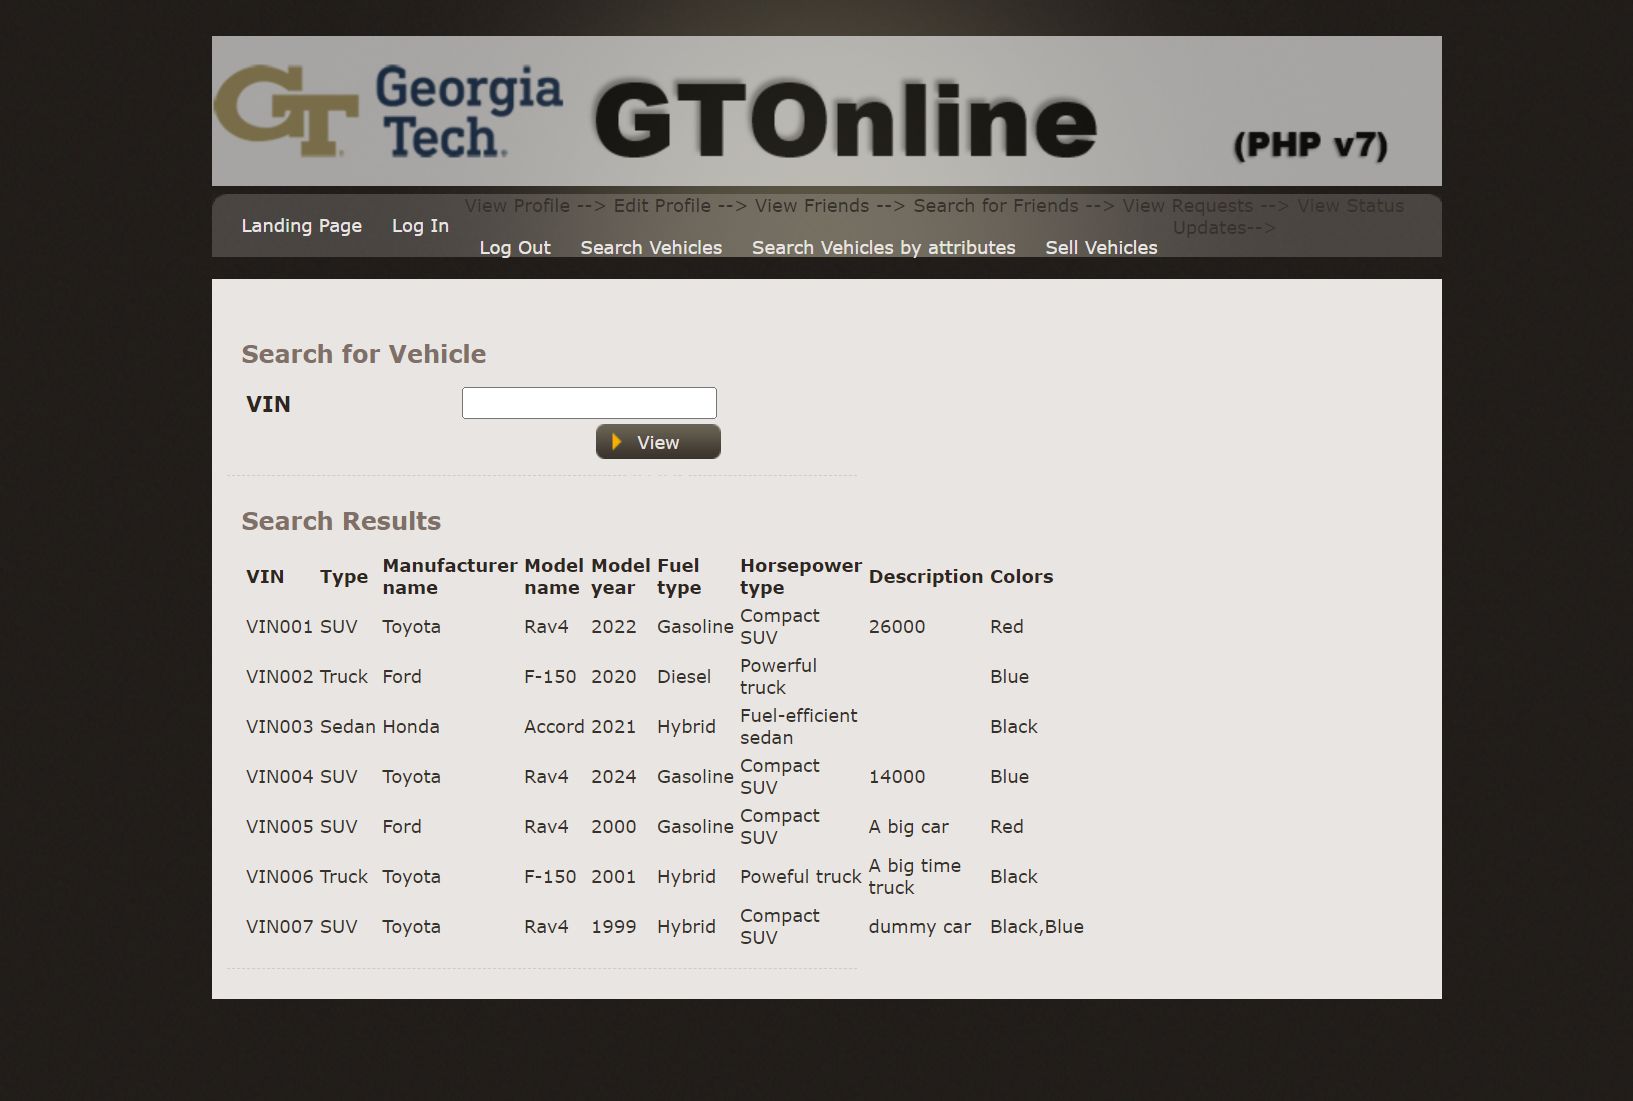 GT Georgia Tech. GTOnline (PHP v7)
Landing Page Log In View Profile --> Edit Profile --> View Friends --> Search for Friends --> View Requests --> View Status
Updates-->
Log Out Search Vehicles Search Vehicles by attributes Sell Vehicles
Search for Vehicle
VIN
View
Search Results
VIN Type Manufacturer name Model name Model year Fuel type Horsepower type Description Colors
VIN001 SUV Toyota Rav4 2022 Gasoline Compact SUV 26000 Red
VIN002 Truck Ford F-150 2020 Diesel Powerful truck Blue
VIN003 Sedan Honda Accord 2021 Hybrid Fuel-efficient sedan Black
VIN004 SUV Toyota Rav4 2024 Gasoline Compact SUV 14000 Blue
VIN005 SUV Ford Rav4 2000 Gasoline Compact SUV A big car Red
VIN006 Truck Toyota F-150 2001 Hybrid Poweful truck A big time truck Black
VIN007 SUV Toyota Rav4 1999 Hybrid Compact SUV dummy car Black,Blue